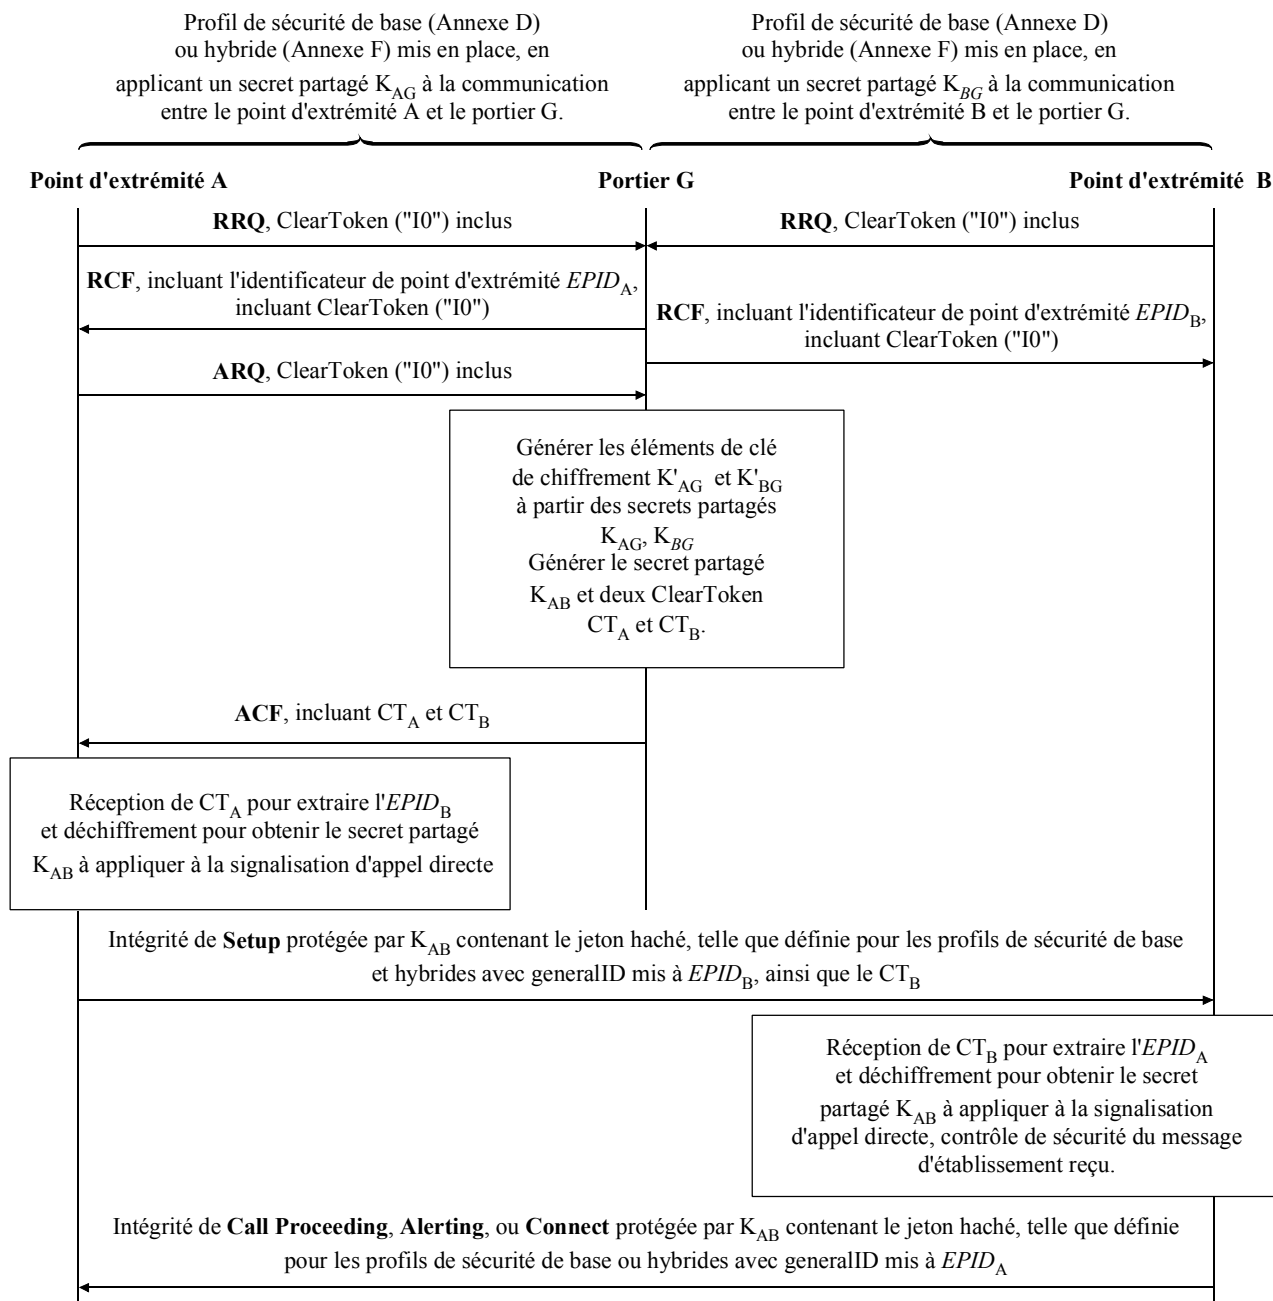 Profil de sécurité de base (Annexe D)
ou hybride (Annexe F) mis en place, en
applicant un secret partagé K_AG à la communication
entre le point d'extrémité A et le portier G.
Profil de sécurité de base (Annexe D)
ou hybride (Annexe F) mis en place, en
applicant un secret partagé K_BG à la communication
entre le point d'extrémité B et le portier G.
Point d'extrémité A
Portier G
Point d'extrémité B
RRQ, ClearToken ("I0") inclus
RRQ, ClearToken ("I0") inclus
RCF, incluant l'identificateur de point d'extrémité EPID_A,
incluant ClearToken ("I0")
RCF, incluant l'identificateur de point d'extrémité EPID_B,
incluant ClearToken ("I0")
ARQ, ClearToken ("I0") inclus
Générer les éléments de clé
de chiffrement K'_AG et K'_BG
à partir des secrets partagés
K_AG, K_BG
Générer le secret partagé
K_AB et deux ClearToken
CT_A et CT_B.
ACF, incluant CT_A et CT_B
Réception de CT_A pour extraire l'EPID_B
et déchiffrement pour obtenir le secret partagé
K_AB à appliquer à la signalisation d'appel directe
Intégrité de Setup protégée par K_AB contenant le jeton haché, telle que définie pour les profils de sécurité de base
et hybrides avec generalID mis à EPID_B, ainsi que le CT_B
Réception de CT_B pour extraire l'EPID_A
et déchiffrement pour obtenir le secret
partagé K_AB à appliquer à la signalisation
d'appel directe, contrôle de sécurité du message
d'établissement reçu.
Intégrité de Call Proceeding, Alerting, ou Connect protégée par K_AB contenant le jeton haché, telle que définie
pour les profils de sécurité de base ou hybrides avec generalID mis à EPID_A